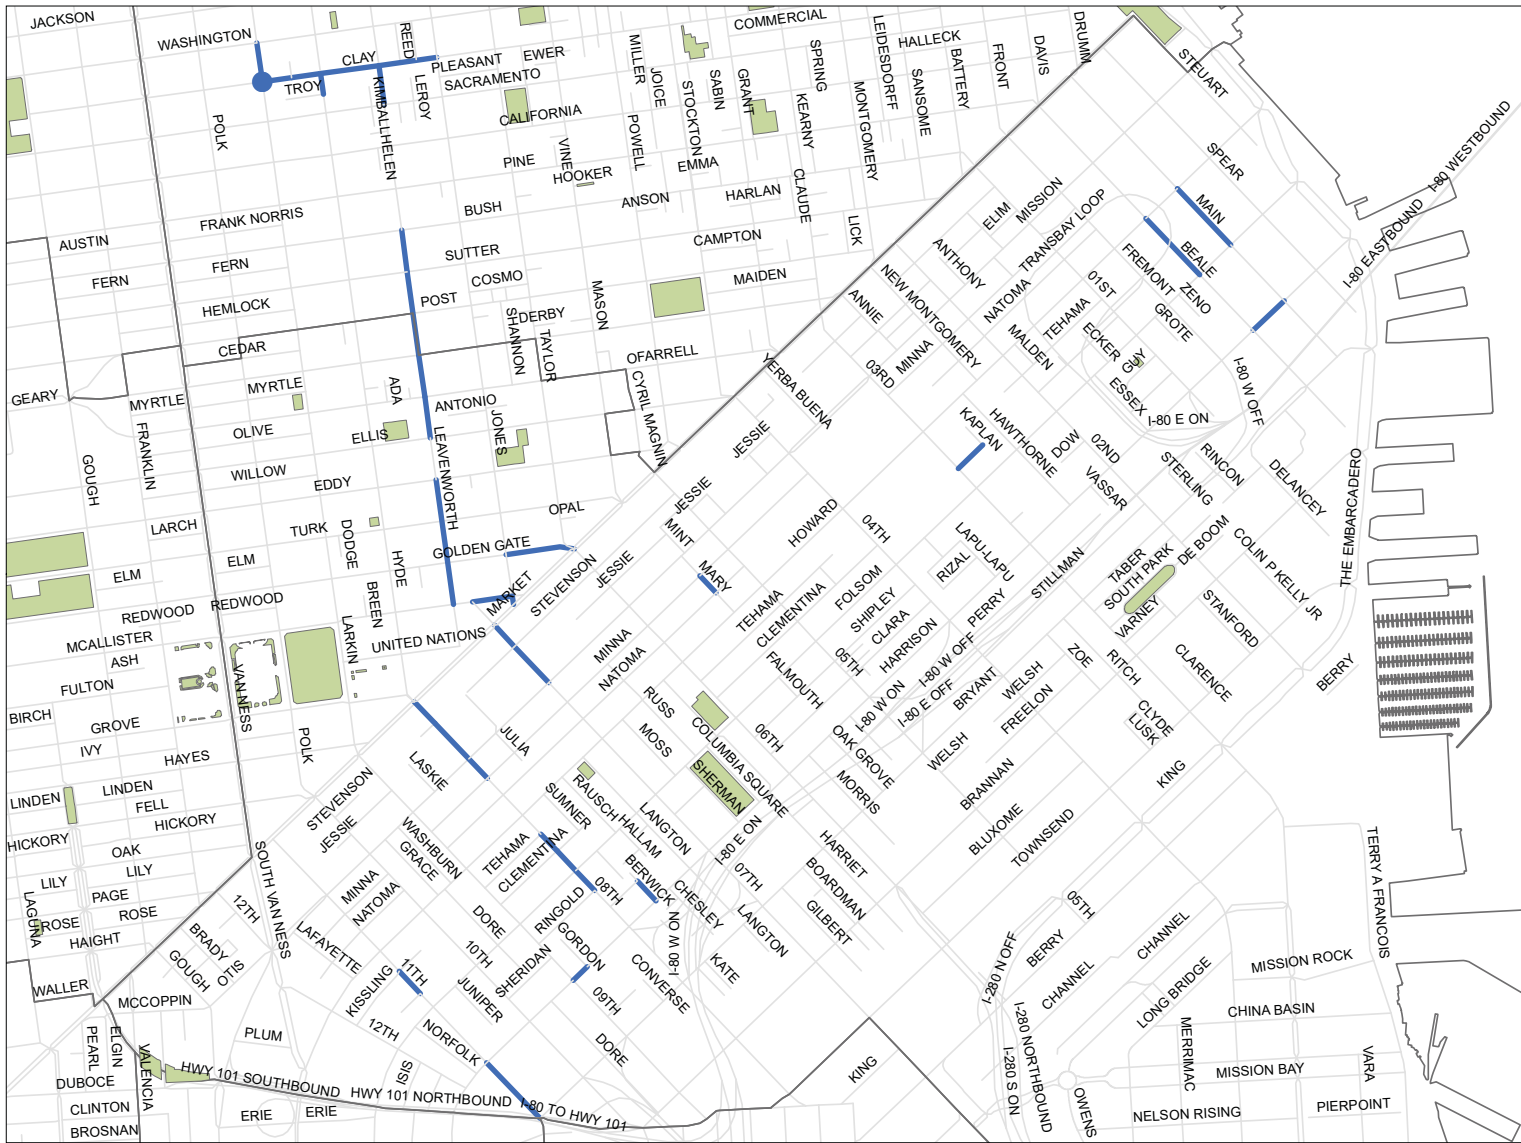 JACKSON
WASHINGTON
CLAY
REED
PLEASANT
EWER
COMMERCIAL
TROY
KIMBALL
HELEN
LEROY
SACRAMENTO
MILLER
JOICE
STOCKTON
SABIN
GRANT
SPRING
KEARNY
LEIDESDORFF
MONTGOMERY
HALLECK
SANSOME
BATTERY
FRONT
DAVIS
DRUMM
STEUART
POLK
CALIFORNIA
PINE
VINE
HOOKER
POWELL
EMMA
ANSON
HARLAN
CLAUDE
LICK
SPEAR
I-80 WESTBOUND
I-80 EASTBOUND
FRANK NORRIS
BUSH
AUSTIN
FERN
FERN
SUTTER
COSMO
CAMPTON
MAIDEN
ELIM
MISSION
TRANSBAY LOOP
MAIN
BEALE
FREMONT
ZENO
GROTE
ANTHONY
NEW MONTGOMERY
ANNIE
NATOMA
01ST
TEHAMA
HEMLOCK
POST
DERBY
SHANNON
TAYLOR
MASON
OFARRELL
CEDAR
MYRTLE
ADA
ANTONIO
JONES
CYRIL MAGNIN
YERBA BUENA
03RD
MINNA
MALDEN
ECKER
GUY
ESSEX
I-80 E ON
I-80 W OFF
GEARY
MYRTLE
FRANKLIN
GOUGH
OLIVE
ELLIS
WILLOW
EDDY
LEAVENWORTH
JESSIE
KAPLAN
HAWTHORNE
DOW
02ND
VASSAR
STERLING
RINCON
DELANCEY
THE EMBARCADERO
LARCH
TURK
DODGE
OPAL
JESSIE
MINT
HOWARD
04TH
ELM
ELM
HYDE
GOLDEN GATE
MARKET
STEVENSON
JESSIE
MARY
LAPU-LAPU
RIZAL
STILLMAN
TABER
SOUTH PARK
DE BOOM
COLIN P KELLY JR
VARNEY
STANFORD
REDWOOD
REDWOOD
BREEN
LARKIN
UNITED NATIONS
MCALLISTER
ASH
FULTON
BIRCH
GROVE
IVY
HAYES
VAN NESS
POLK
MINNA
NATOMA
TEHAMA
CLEMENTINA
FOLSOM
SHIPLEY
CLARA
HARRISON
PERRY
05TH
FALMOUTH
I-80 W OFF
I-80 W ON
I-80 E OFF
BRYANT
WELSH
FREELON
ZOE
RITCH
CLARENCE
BERRY
CLYDE
LUSK
KING
RUSS
MOSS
COLUMBIA SQUARE
SHERMAN
06TH
OAK GROVE
MORRIS
WELSH
BRANNAN
BLUXOME
TOWNSEND
JULIA
LASKIE
STEVENSON
JESSIE
LINDEN
LINDEN
FELL
HICKORY
HICKORY
OAK
LILY
LILY
PAGE
LAGUNA
ROSE
ROSE
HAIGHT
WALLER
SOUTH VAN NESS
WASHBURN
GRACE
MINNA
NATOMA
RAUSCH
SUMNER
HALLAM
LANGTON
TEHAMA
CLEMENTINA
BERWICK
08TH
RINGOLD
GORDON
CHESLEY
I-80 E ON
I-80 W ON
07TH
LANGTON
HARRIET
BOARDMAN
GILBERT
TERRY A FRANCOIS
12TH
BRADY
GOUGH
OTIS
LAFAYETTE
KISSLING
11TH
DORE
10TH
SHERIDAN
JUNIPER
09TH
CONVERSE
KATE
05TH
BERRY
CHANNEL
CHANNEL
LONG BRIDGE
MISSION ROCK
CHINA BASIN
I-280 N OFF
I-280 NORTHBOUND
I-280 S ON
MERRIMAC
MISSION BAY
VARA
MCCOPPIN
PLUM
12TH
NORFOLK
ISIS
DORE
KING
ELGIN
PEARL
VALENCIA
DUBOCE
CLINTON
BROSNAN
HWY 101 SOUTHBOUND
HWY 101 NORTHBOUND
I-80 TO HWY 101
ERIE
ERIE
OWENS
NELSON RISING
PIERPOINT